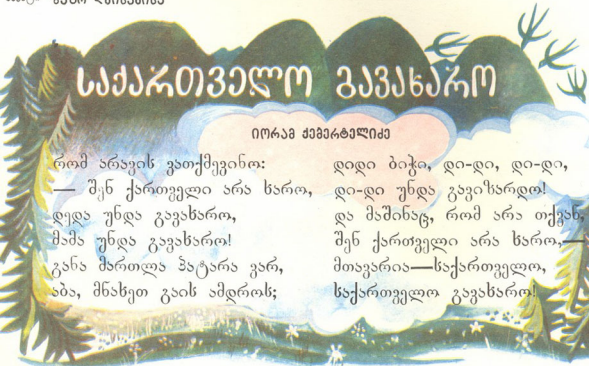 საქართველო გავახარო
იორამ ქემერტელიძე
რომ არავის ვათქმევინო:
— შენ ქართველი არა ხარო,
დედა უნდა გავახარო,
მამა უნდა გავახარო!
განა მართლა პატარა ვარ,
აბა, მნახეთ გაის ამდროს;
დიდი ბიჭი, დი-დი, დი-დი,
დი-დი უნდა გავიზარდო!
და მაშინაც, რომ არა თქვან,
შენ ქართველი არა ხარო,—
მთავარია—საქართველო,
საქართველო გავახარო!